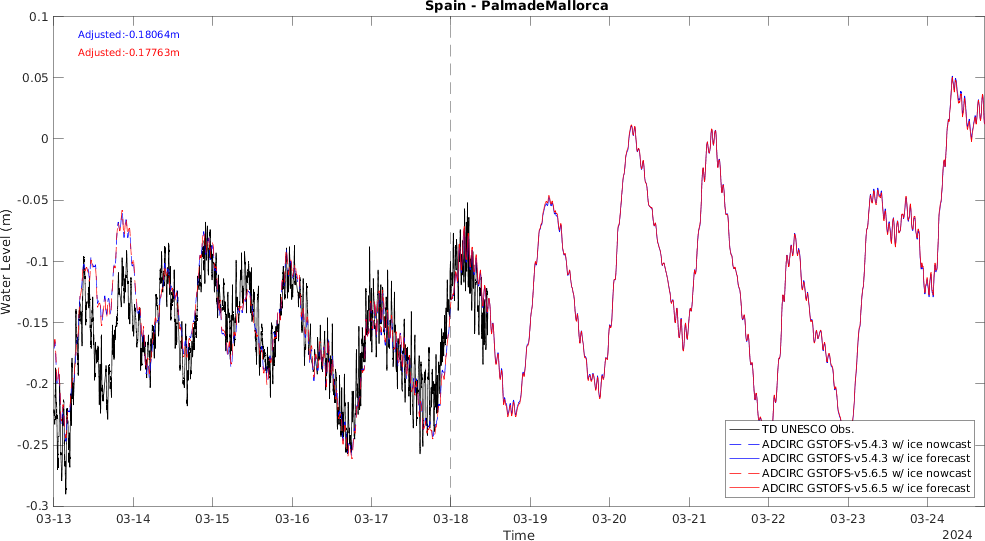 Spain - PalmadeMallorca
Adjusted:-0.18064m
Adjusted:-0.17763m
0.1
0.05
0
-0.05
-0.1
-0.15
-0.2
-0.25
-0.3
Water Level (m)
TD UNESCO Obs.
ADCIRC GSTOFS-v5.4.3 w/ ice nowcast
ADCIRC GSTOFS-v5.4.3 w/ ice forecast
ADCIRC GSTOFS-v5.6.5 w/ ice nowcast
ADCIRC GSTOFS-v5.6.5 w/ ice forecast
03-13 03-14 03-15 03-16 03-17 03-18 03-19 03-20 03-21 03-22 03-23 03-24
Time
2024